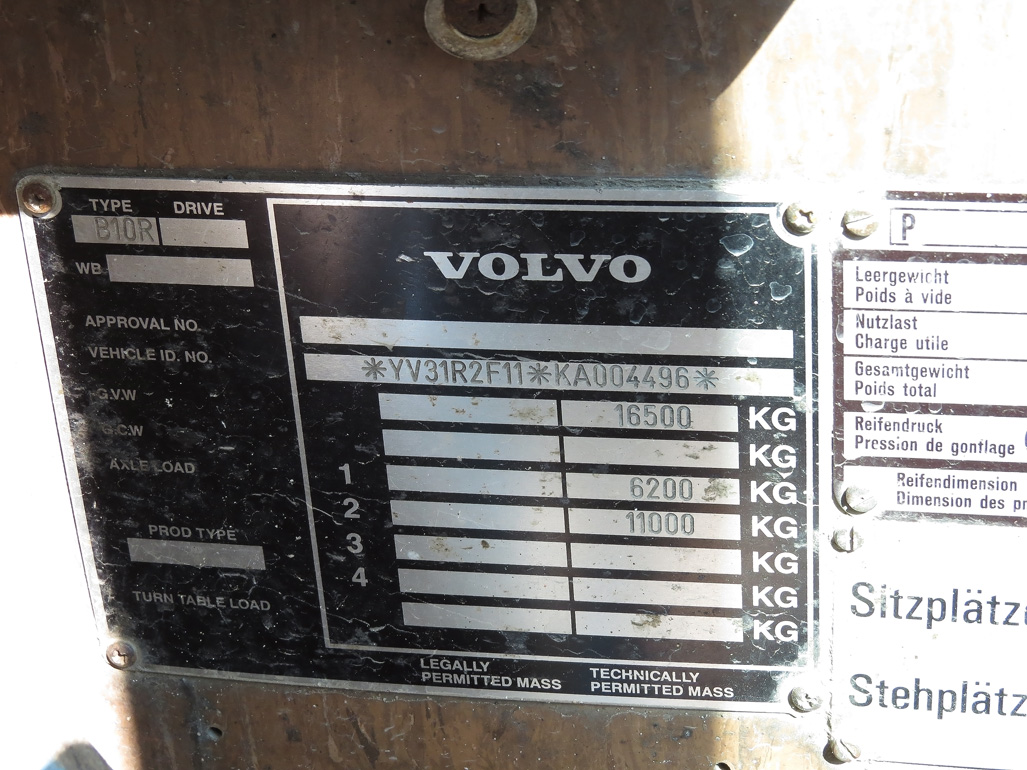 TYPE DRIVE
B10R
WB
VOLVO
APPROVAL NO.
VEHICLE ID. NO. *YV31R2F11*KA004496*
G.V.W 16500 KG
G.C.W KG
AXLE LOAD 1 6200 KG
2 11000 KG
PROD TYPE 3 KG
4 KG
TURN TABLE LOAD KG
LEGALLY
PERMITTED MASS
TECHNICALLY
PERMITTED MASS
P
Leergewicht
Poids à vide
Nutzlast
Charge utile
Gesamtgewicht
Poids total
Reifendruck
Pression de gonflage
Reifendimension
Dimension des
Sitzplätz
Stehplätz